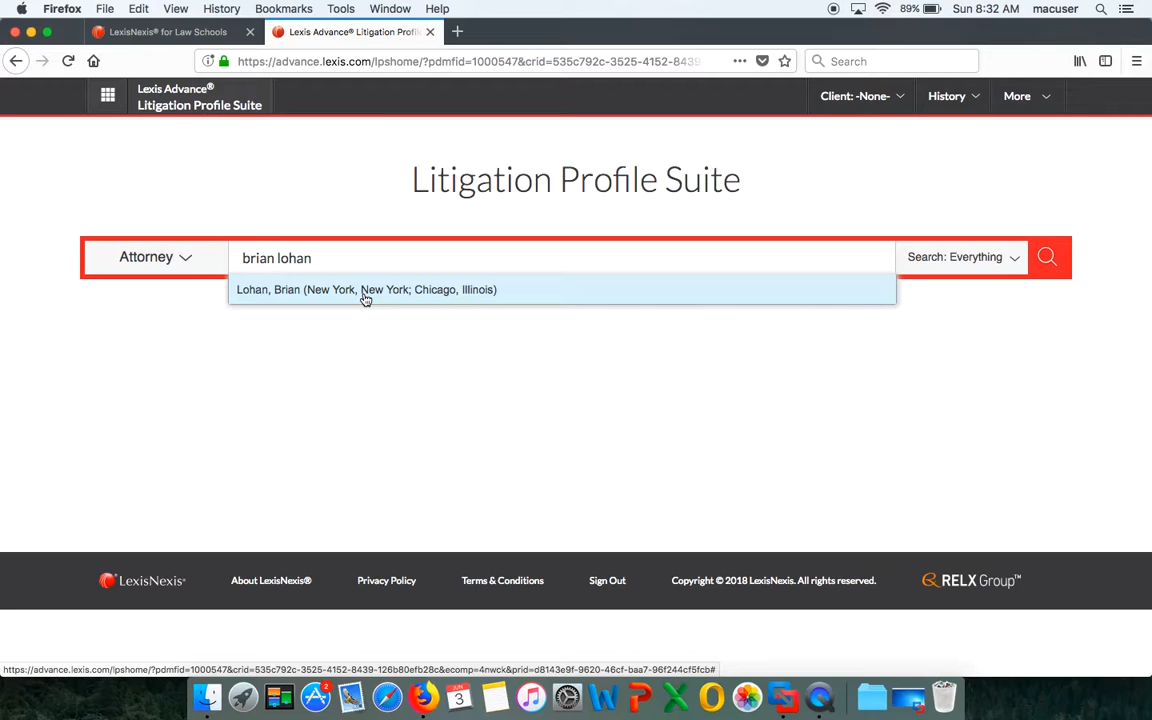 Firefox File Edit View History Bookmarks Tools Window Help 89% Sun 8:32 AM macuser
LexisNexis® for Law Schools
Lexis Advance® Litigation Profil
https://advance.lexis.com/lpshome/?pdmfid=1000547&crid=535c792c-3525-4152-8439
Search
Lexis Advance®
Litigation Profile Suite
Client: -None- History More
Litigation Profile Suite
Attorney brian lohan Search: Everything
Lohan, Brian (New York, New York; Chicago, Illinois)
LexisNexis® About LexisNexis® Privacy Policy Terms & Conditions Sign Out Copyright © 2018 LexisNexis. All rights reserved. RELX Group™
https://advance.lexis.com/lpshome/?pdmfid=1000547&crid=535c792c-3525-4152-8439-126b80efb28c&ecomp=4nwck&prid=d8143e9f-9620-46cf-baa7-96f244cf5fcb#
2
JUN
3